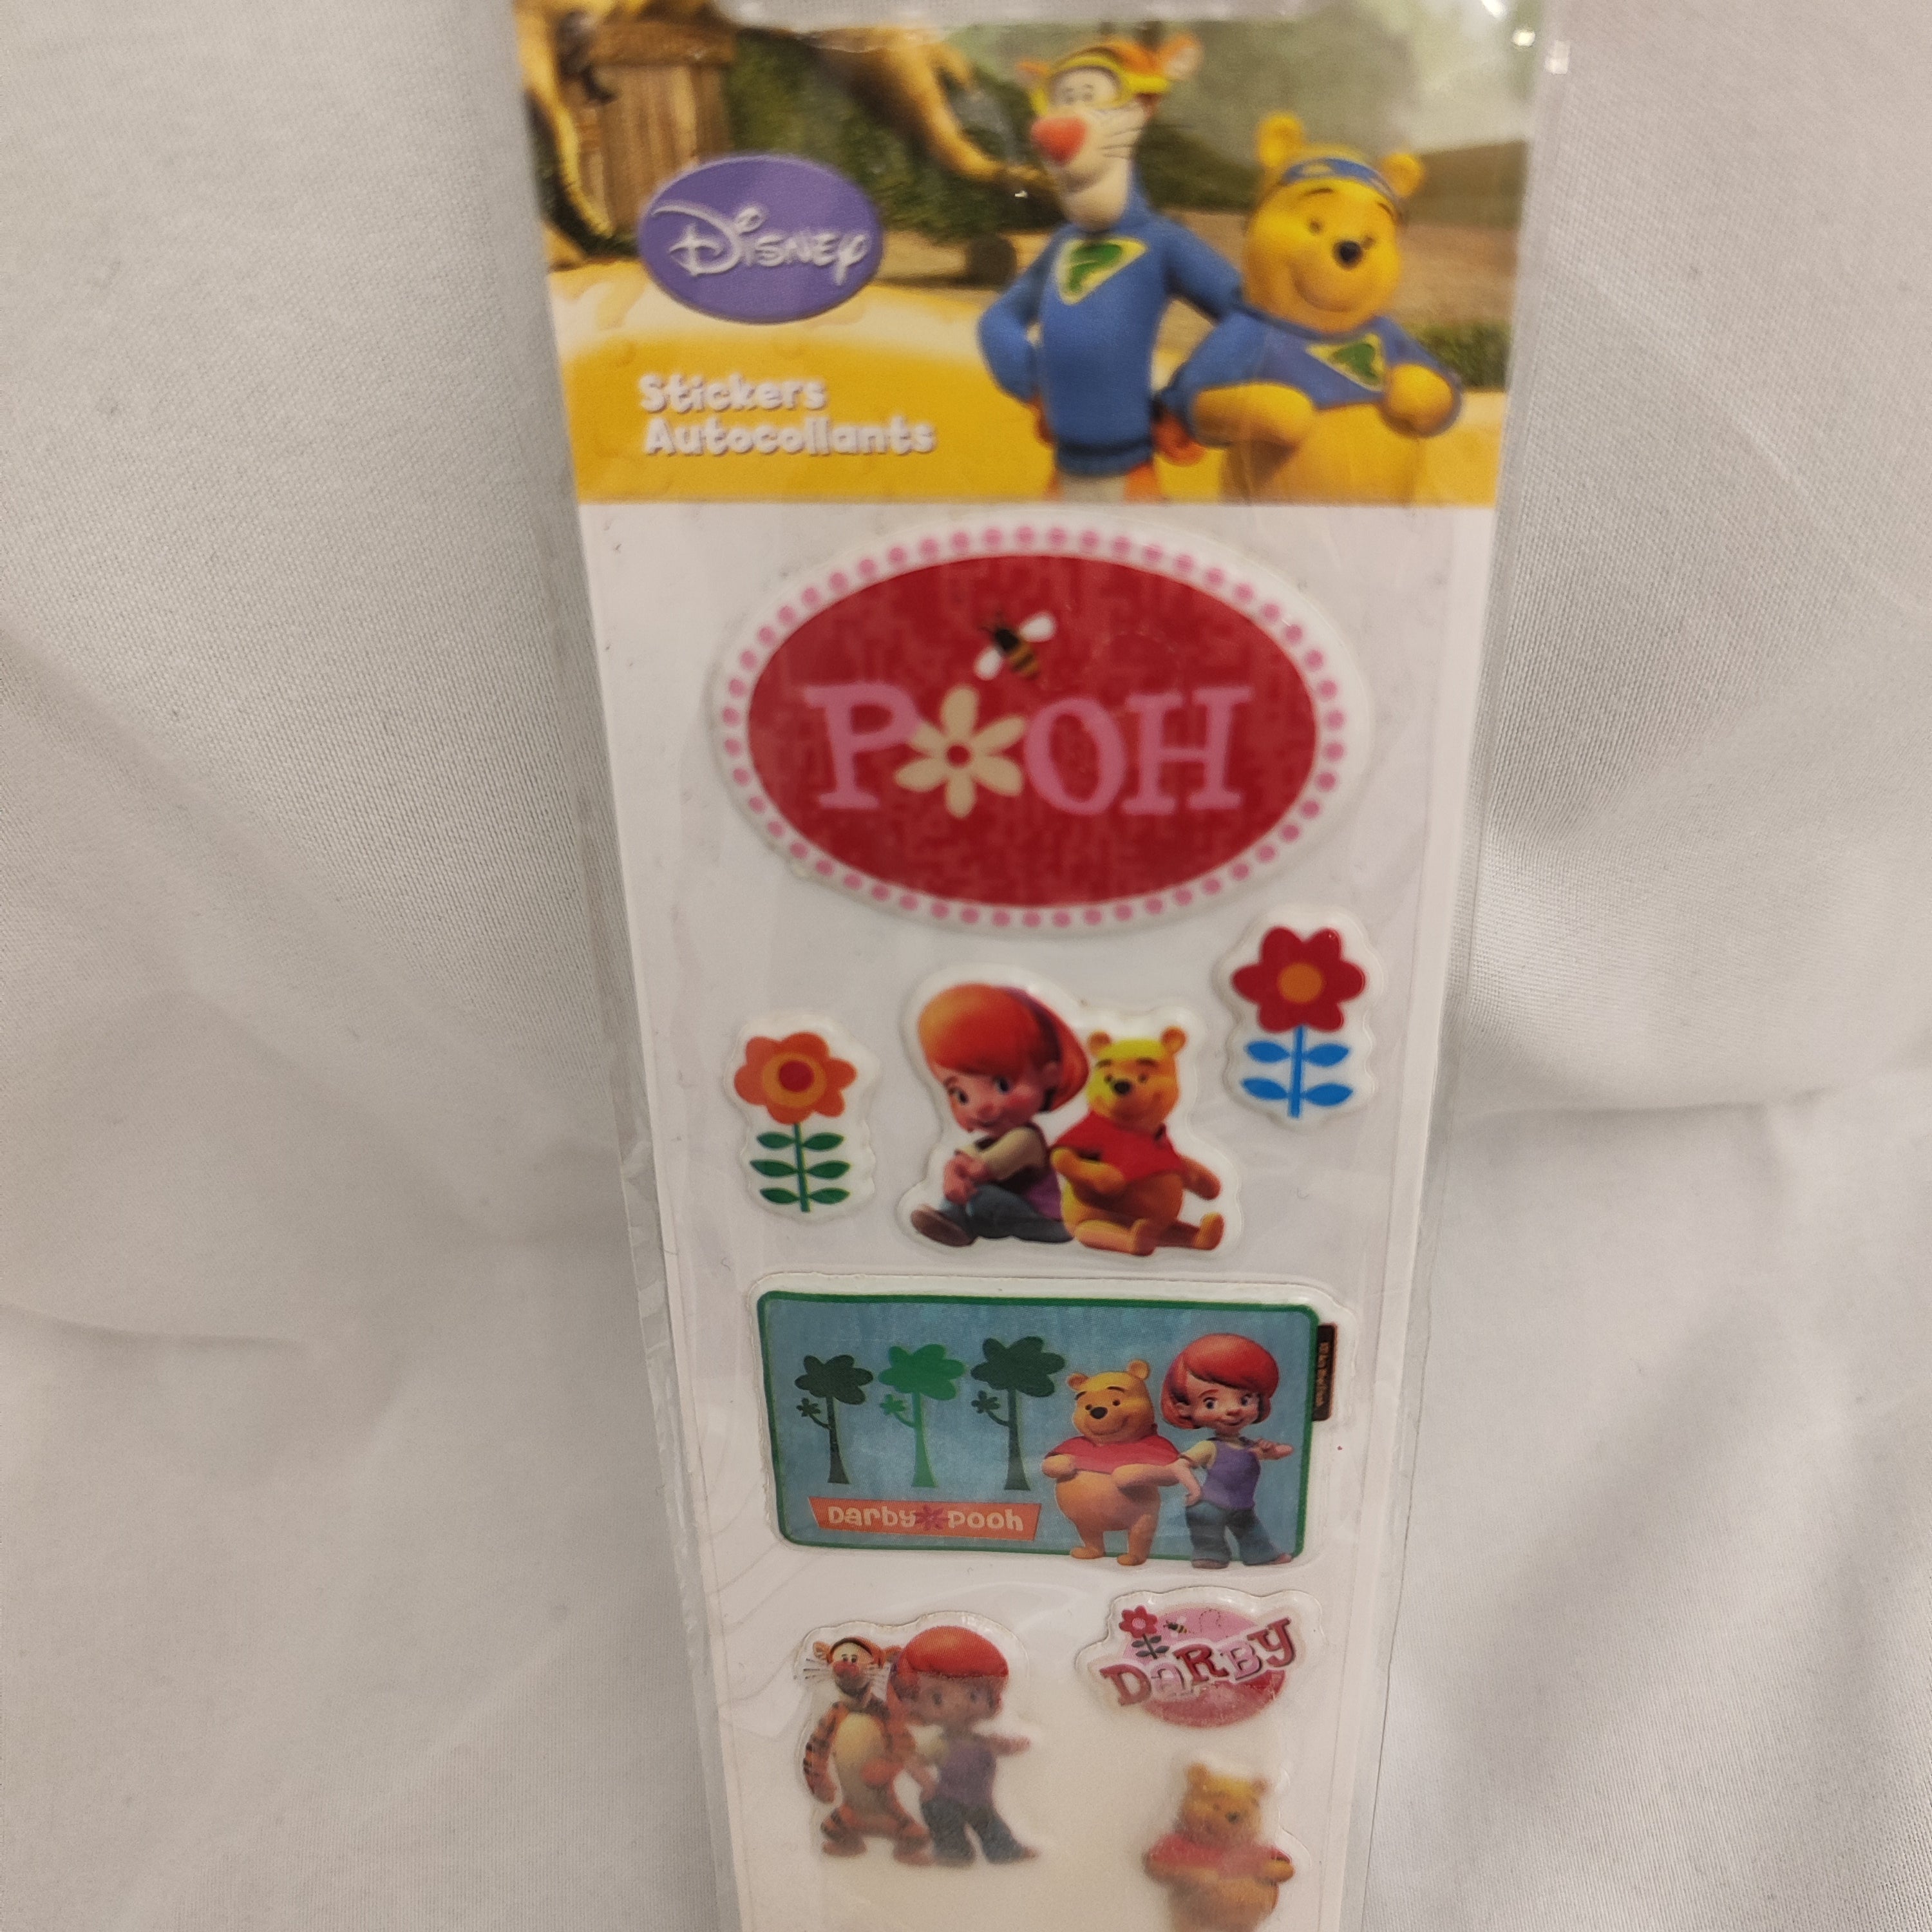 Disney
Stickers
Autocollants
POOH
Darby Pooh
DaRBY